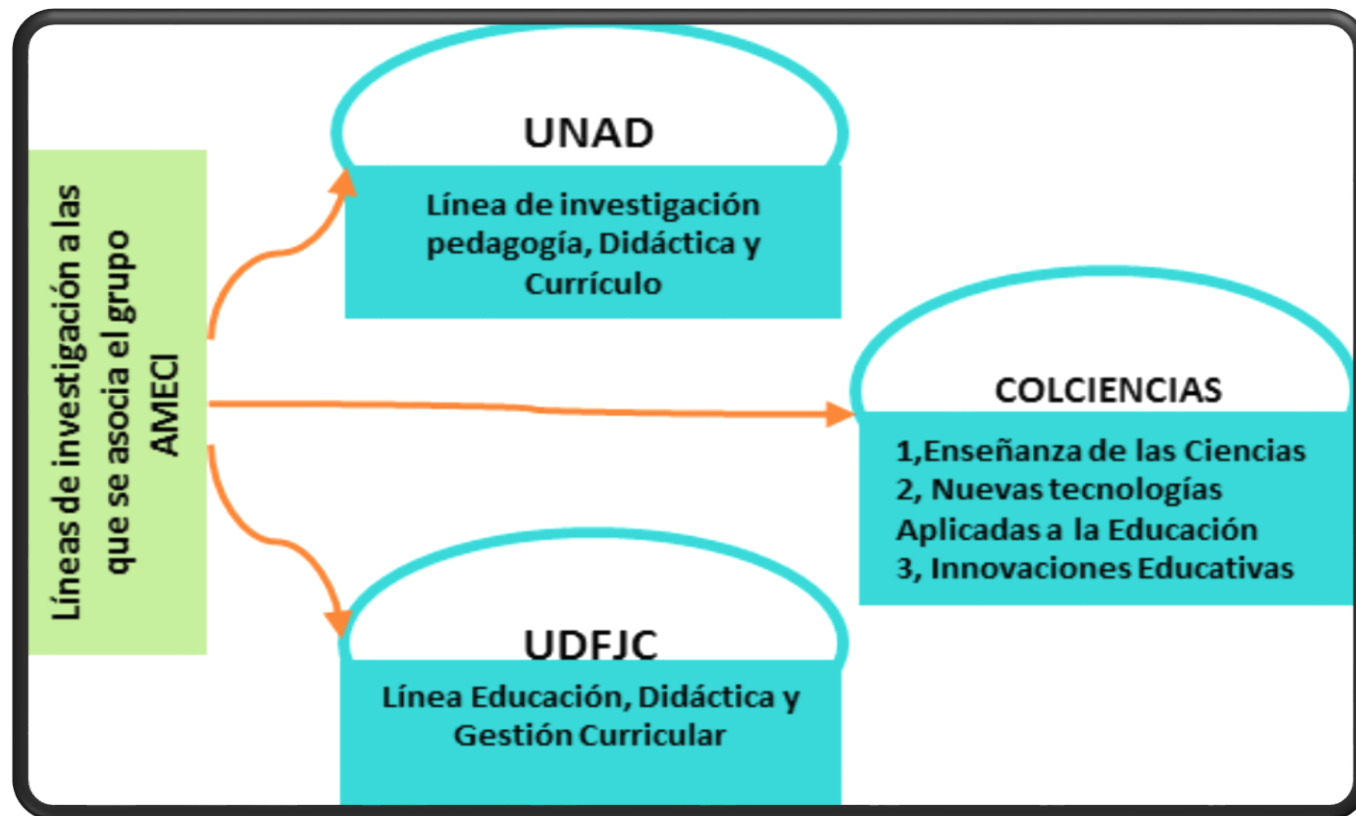 Líneas de investigación a las
que se asocia el grupo
AMECI
UNAD
Línea de investigación
pedagogía, Didáctica y
Currículo
COLCIENCIAS
1,Enseñanza de las Ciencias
2, Nuevas tecnologías
Aplicadas a la Educación
3, Innovaciones Educativas
UDFJC
Línea Educación, Didáctica y
Gestión Curricular